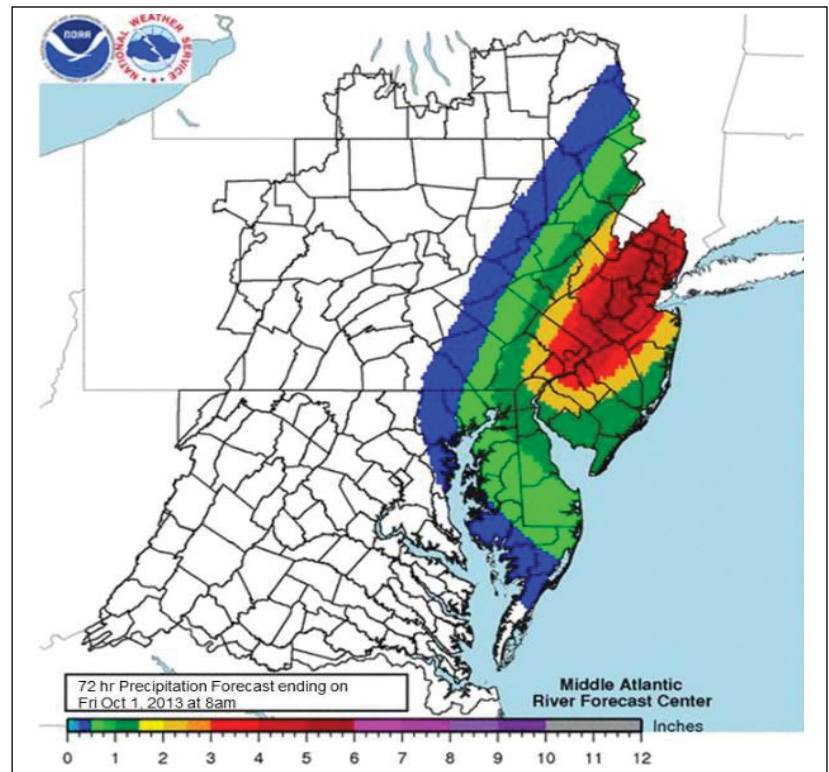 NOAA
NATIONAL WEATHER SERVICE
72 hr Precipitation Forecast ending on
Fri Oct 1, 2013 at 8am
Middle Atlantic
River Forecast Center
Inches
0 1 2 3 4 5 6 7 8 9 10 11 12